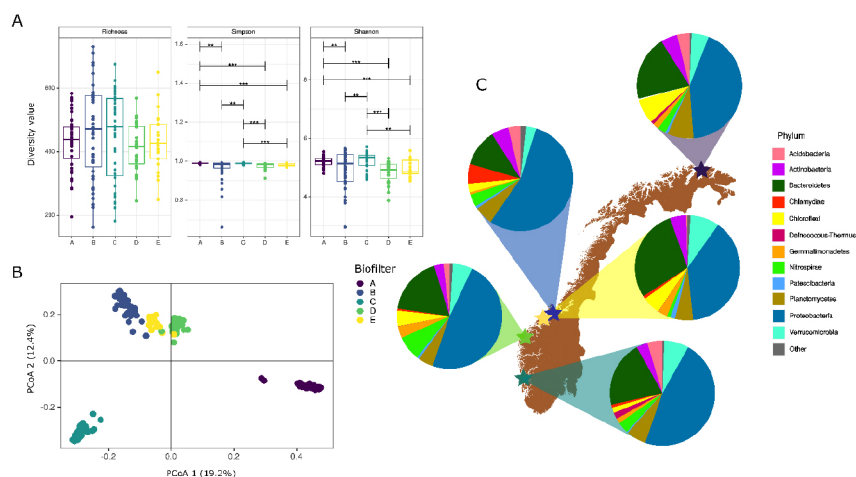 A
Richness
Simpson
Shannon
Diversity value
600
400
200
1.6
1.4
1.2
1.0
0.8
8
6
4
**
***
***
**
***
***
**
***
***
**
***
**
A B C D E
A B C D E
A B C D E
B
PCoA 2 (12.4%)
0.2
0.0
-0.2
-0.2 0.0 0.2 0.4
PCoA 1 (19.2%)
Biofilter
A
B
C
D
E
C
Phylum
Acidobacteria
Actinobacteria
Bacteroidetes
Chlamydiae
Chloroflexi
Deinococcus-Thermus
Gemmatimonadetes
Nitrospirae
Patescibacteria
Planctomycetes
Proteobacteria
Verrucomicrobia
Other